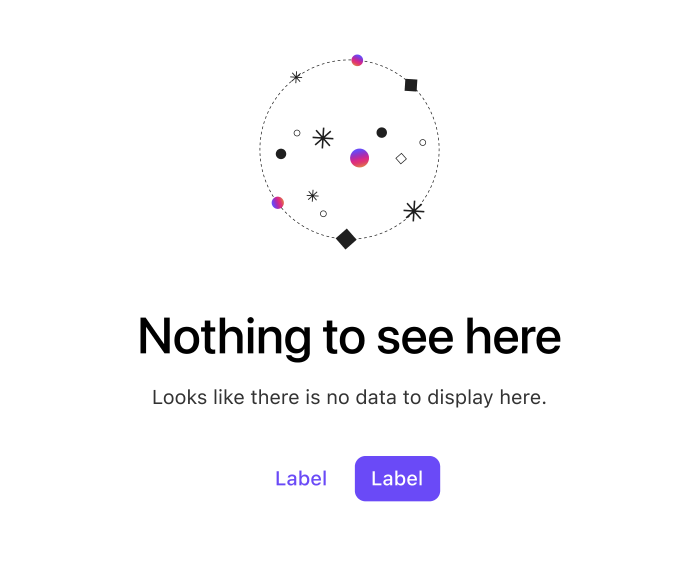 Nothing to see here
Looks like there is no data to display here.
Label Label